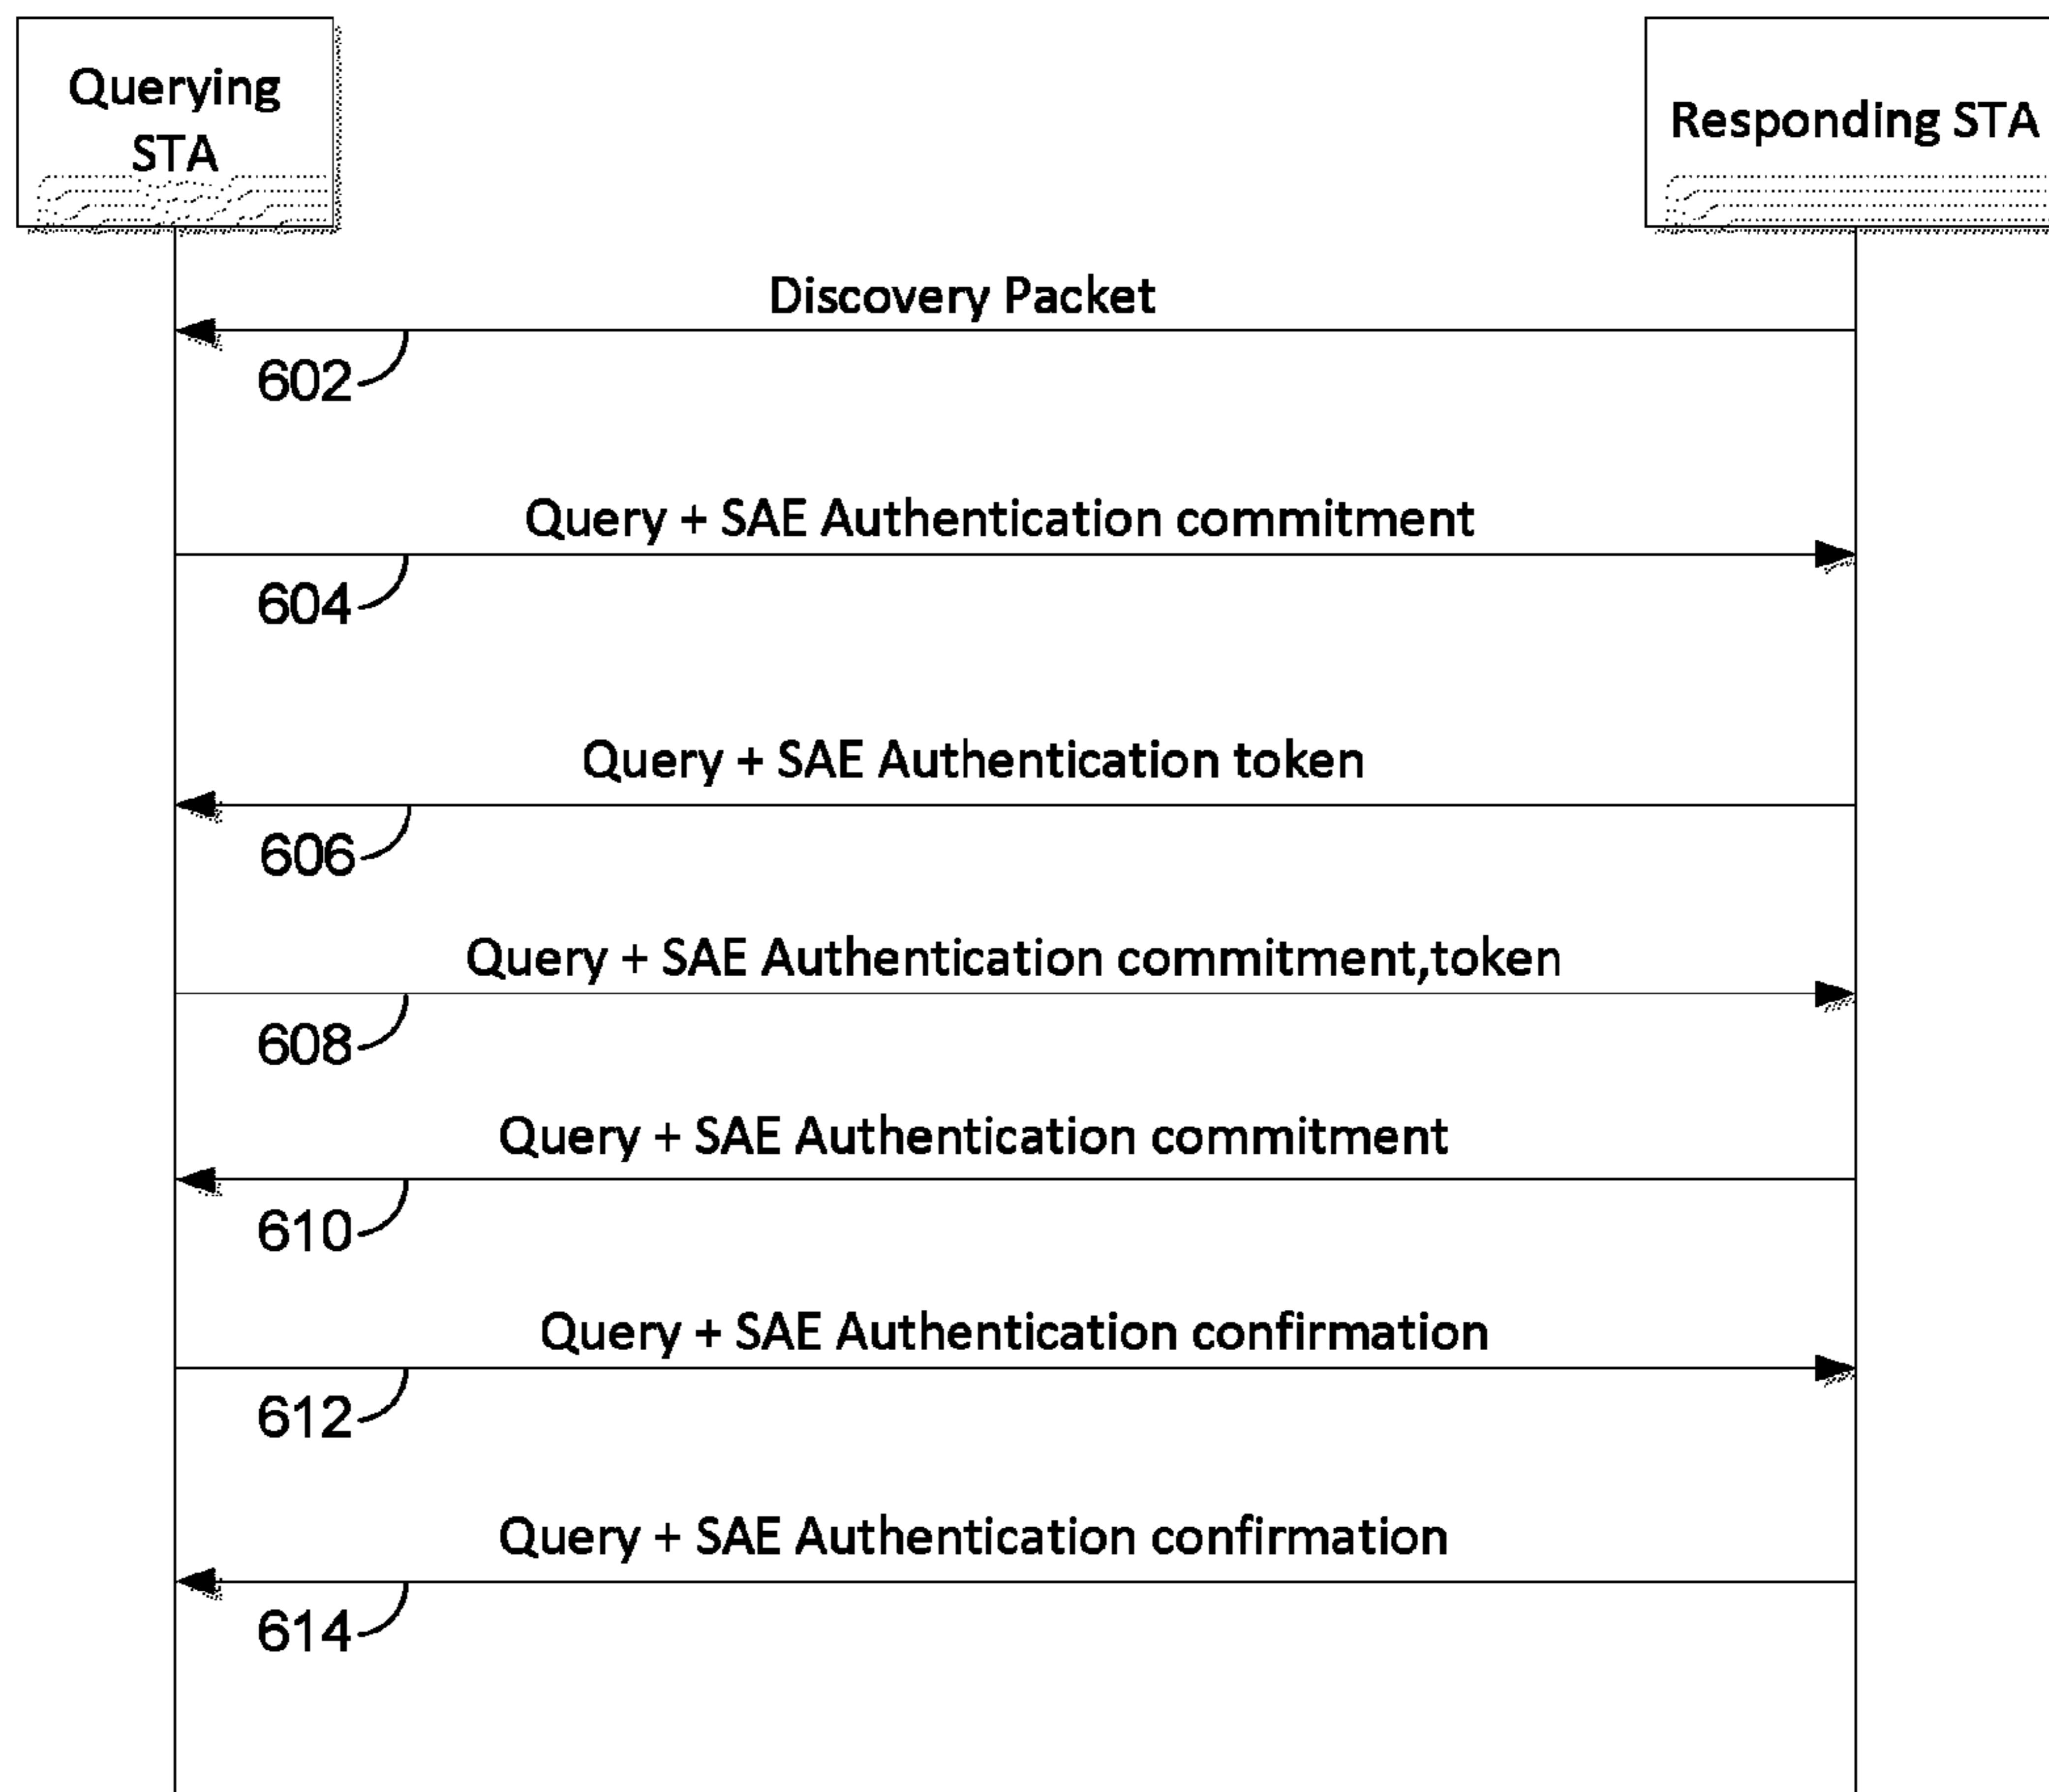 Querying
STA
Responding STA
Discovery Packet
602
Query + SAE Authentication commitment
604
Query + SAE Authentication token
606
Query + SAE Authentication commitment,token
608
Query + SAE Authentication commitment
610
Query + SAE Authentication confirmation
612
Query + SAE Authentication confirmation
614